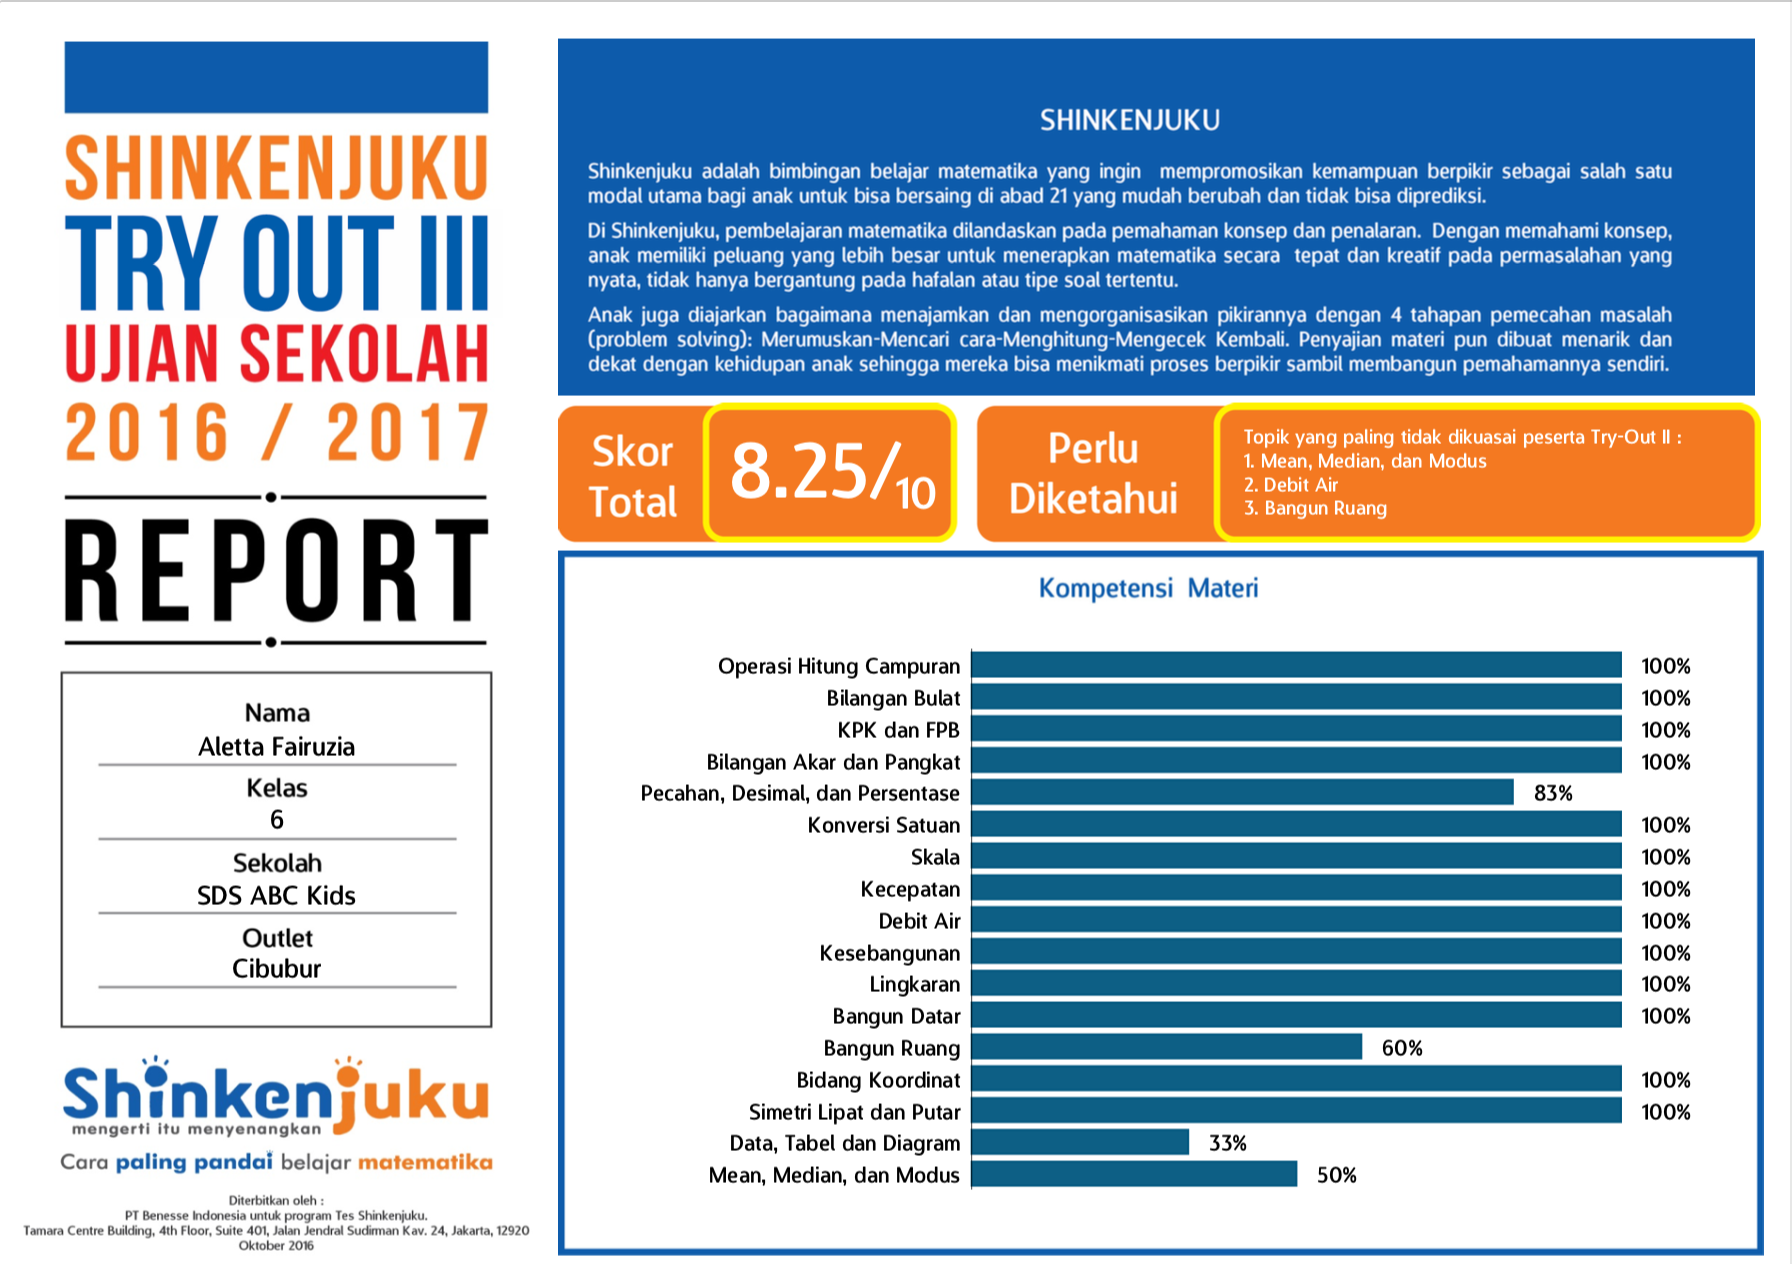 SHINKENJUKU
TRY OUT III
UJIAN SEKOLAH
2016 / 2017
REPORT
Nama
Aletta Fairuzia
Kelas
6
Sekolah
SDS ABC Kids
Outlet
Cibubur
Shinkenjuku
mengerti itu menyenangkan
Cara paling pandai belajar matematika
Diterbitkan oleh :
PT Benesse Indonesia untuk program Tes Shinkenjuku.
Tamara Centre Building, 4th Floor, Suite 401, Jalan Jendral Sudirman Kav. 24, Jakarta, 12920
Oktober 2016
SHINKENJUKU
Shinkenjuku adalah bimbingan belajar matematika yang ingin mempromosikan kemampuan berpikir sebagai salah satu
modal utama bagi anak untuk bisa bersaing di abad 21 yang mudah berubah dan tidak bisa diprediksi.
Di Shinkenjuku, pembelajaran matematika dilandaskan pada pemahaman konsep dan penalaran. Dengan memahami konsep,
anak memiliki peluang yang lebih besar untuk menerapkan matematika secara tepat dan kreatif pada permasalahan yang
nyata, tidak hanya bergantung pada hafalan atau tipe soal tertentu.
Anak juga diajarkan bagaimana menajamkan dan mengorganisasikan pikirannya dengan 4 tahapan pemecahan masalah
(problem solving): Merumuskan-Mencari cara-Menghitung-Mengecek Kembali. Penyajian materi pun dibuat menarik dan
dekat dengan kehidupan anak sehingga mereka bisa menikmati proses berpikir sambil membangun pemahamannya sendiri.
Skor
Total
8.25/10
Perlu
Diketahui
Topik yang paling tidak dikuasai peserta Try-Out II :
1. Mean, Median, dan Modus
2. Debit Air
3. Bangun Ruang
Kompetensi Materi
Operasi Hitung Campuran 100%
Bilangan Bulat 100%
KPK dan FPB 100%
Bilangan Akar dan Pangkat 100%
Pecahan, Desimal, dan Persentase 83%
Konversi Satuan 100%
Skala 100%
Kecepatan 100%
Debit Air 100%
Kesebangunan 100%
Lingkaran 100%
Bangun Datar 100%
Bangun Ruang 60%
Bidang Koordinat 100%
Simetri Lipat dan Putar 100%
Data, Tabel dan Diagram 33%
Mean, Median, dan Modus 50%